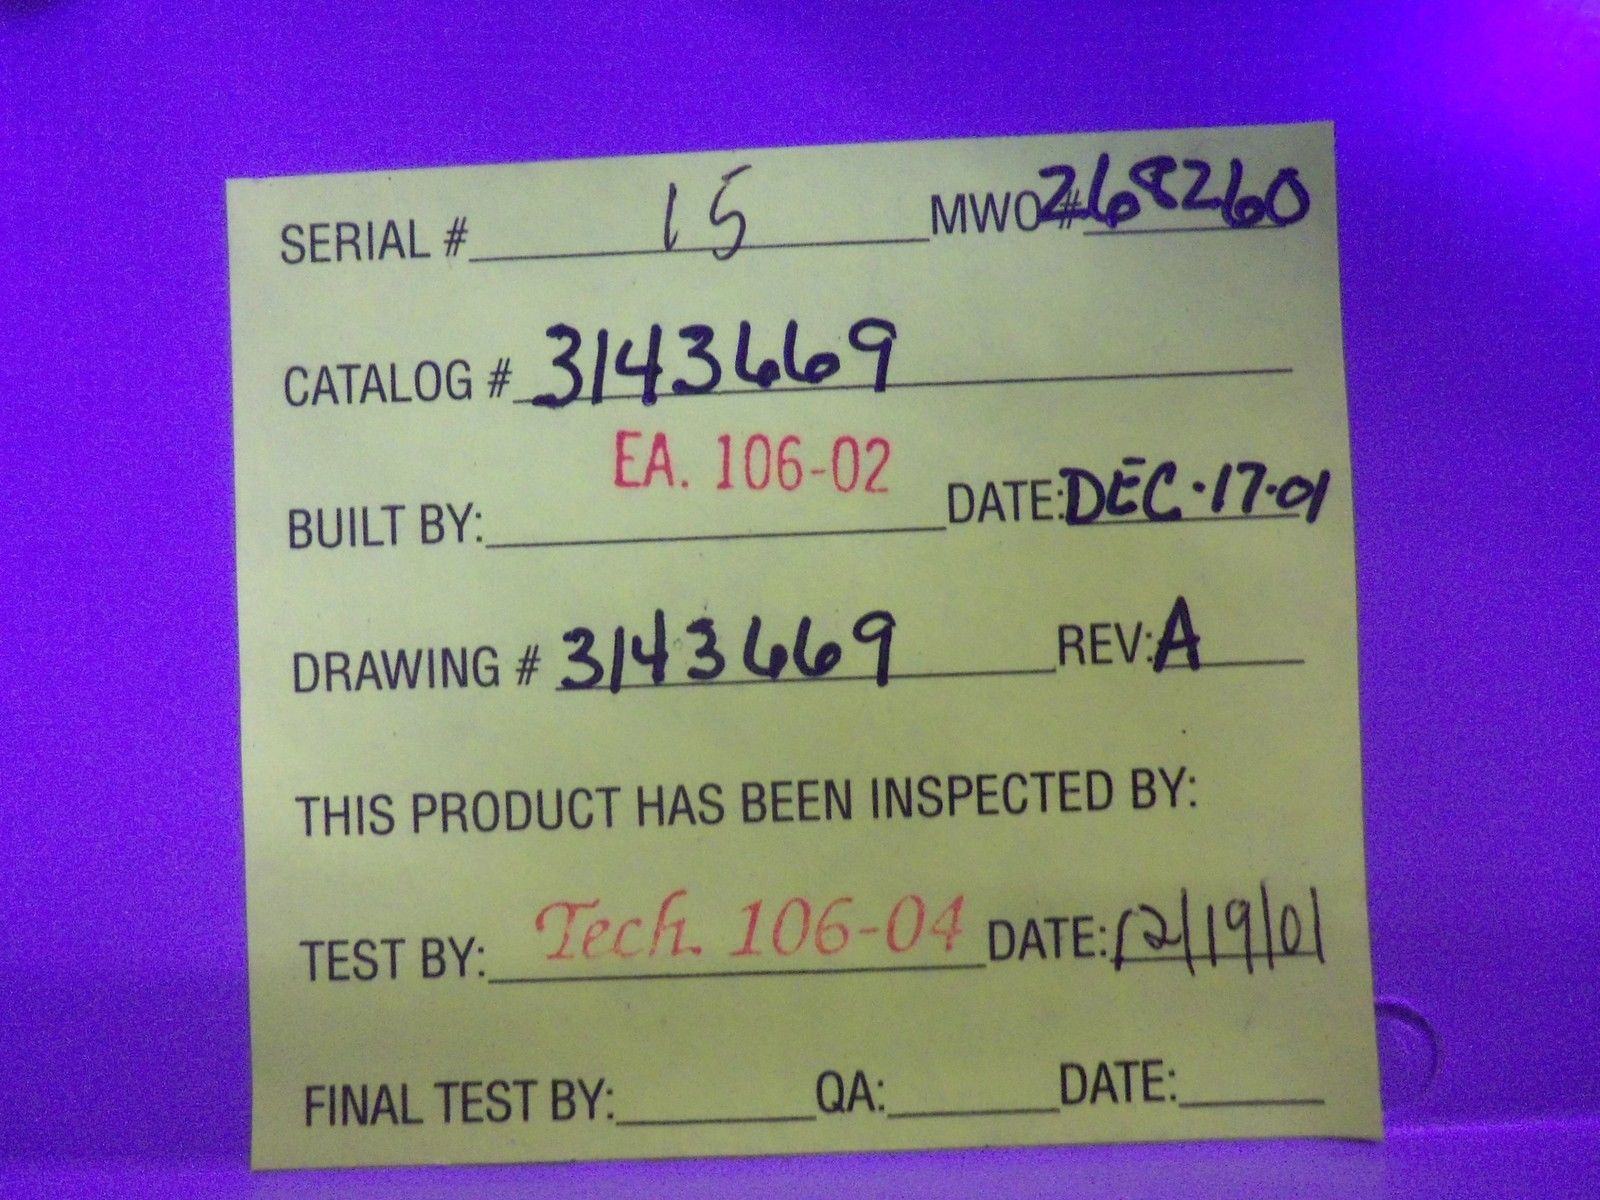 SERIAL # 15 MWO# 268260
CATALOG # 3143669
BUILT BY: EA. 106-02 DATE: DEC·17·01
DRAWING # 3143669 REV: A
THIS PRODUCT HAS BEEN INSPECTED BY:
TEST BY: Tech. 106-04 DATE: 12/19/01
FINAL TEST BY: QA: DATE: